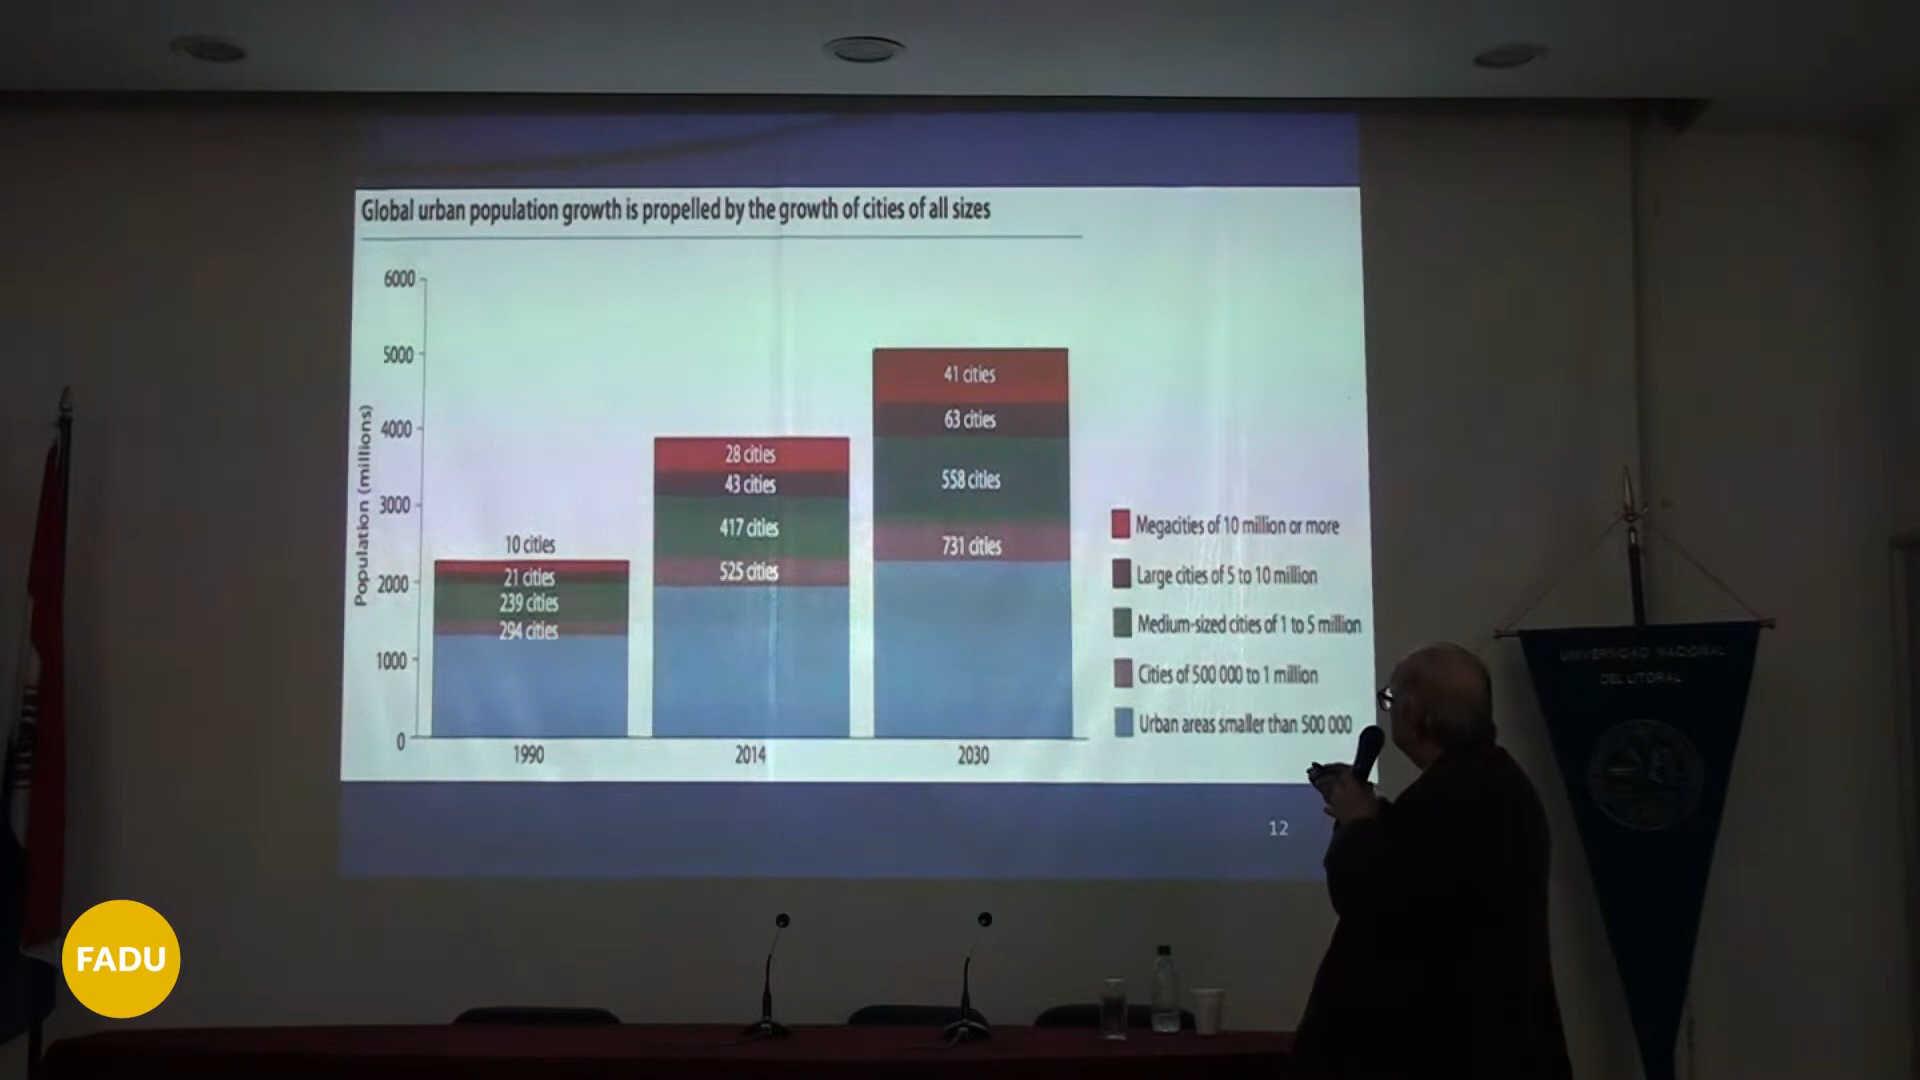 Global urban population growth is propelled by the growth of cities of all sizes
Population (millions)
6000
5000
4000
3000
2000
1000
0
10 cities
21 cities
239 cities
294 cities
28 cities
43 cities
417 cities
525 cities
41 cities
63 cities
558 cities
731 cities
1990
2014
2030
Megacities of 10 million or more
Large cities of 5 to 10 million
Medium-sized cities of 1 to 5 million
Cities of 500 000 to 1 million
Urban areas smaller than 500 000
12
UNIVERSIDAD NACIONAL
DEL LITORAL
FADU